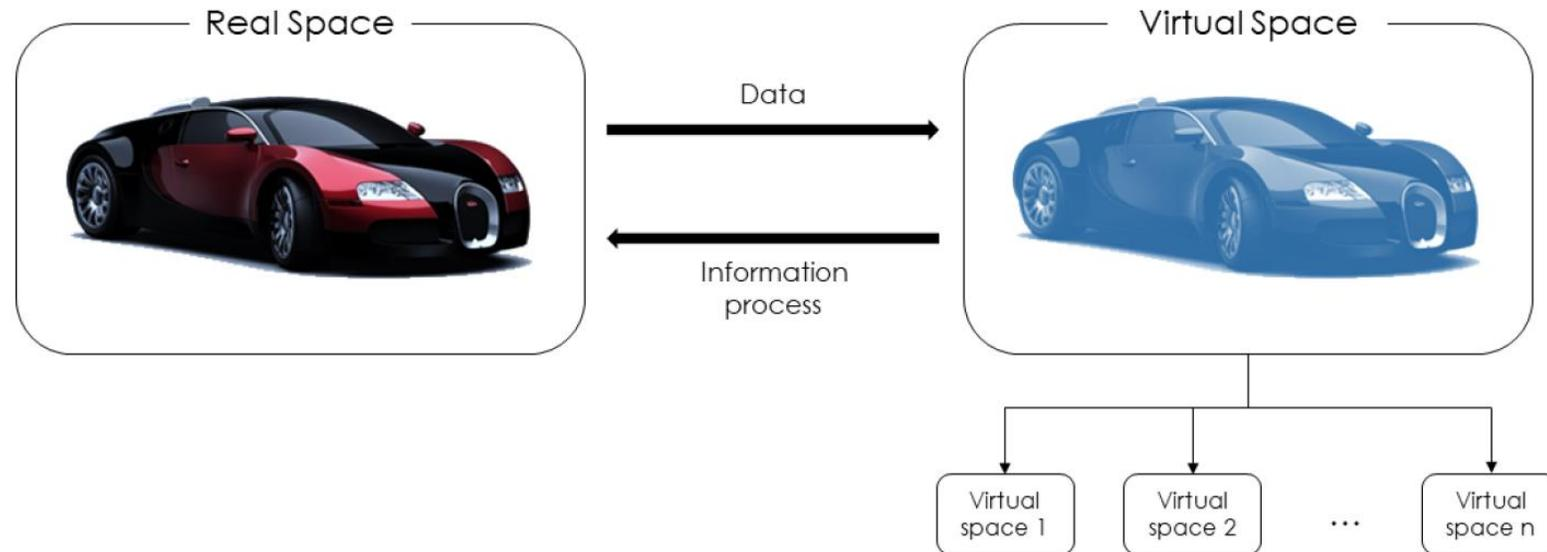 Real Space
Virtual Space
Data
Information
process
Virtual
space 1
Virtual
space 2
...
Virtual
space n